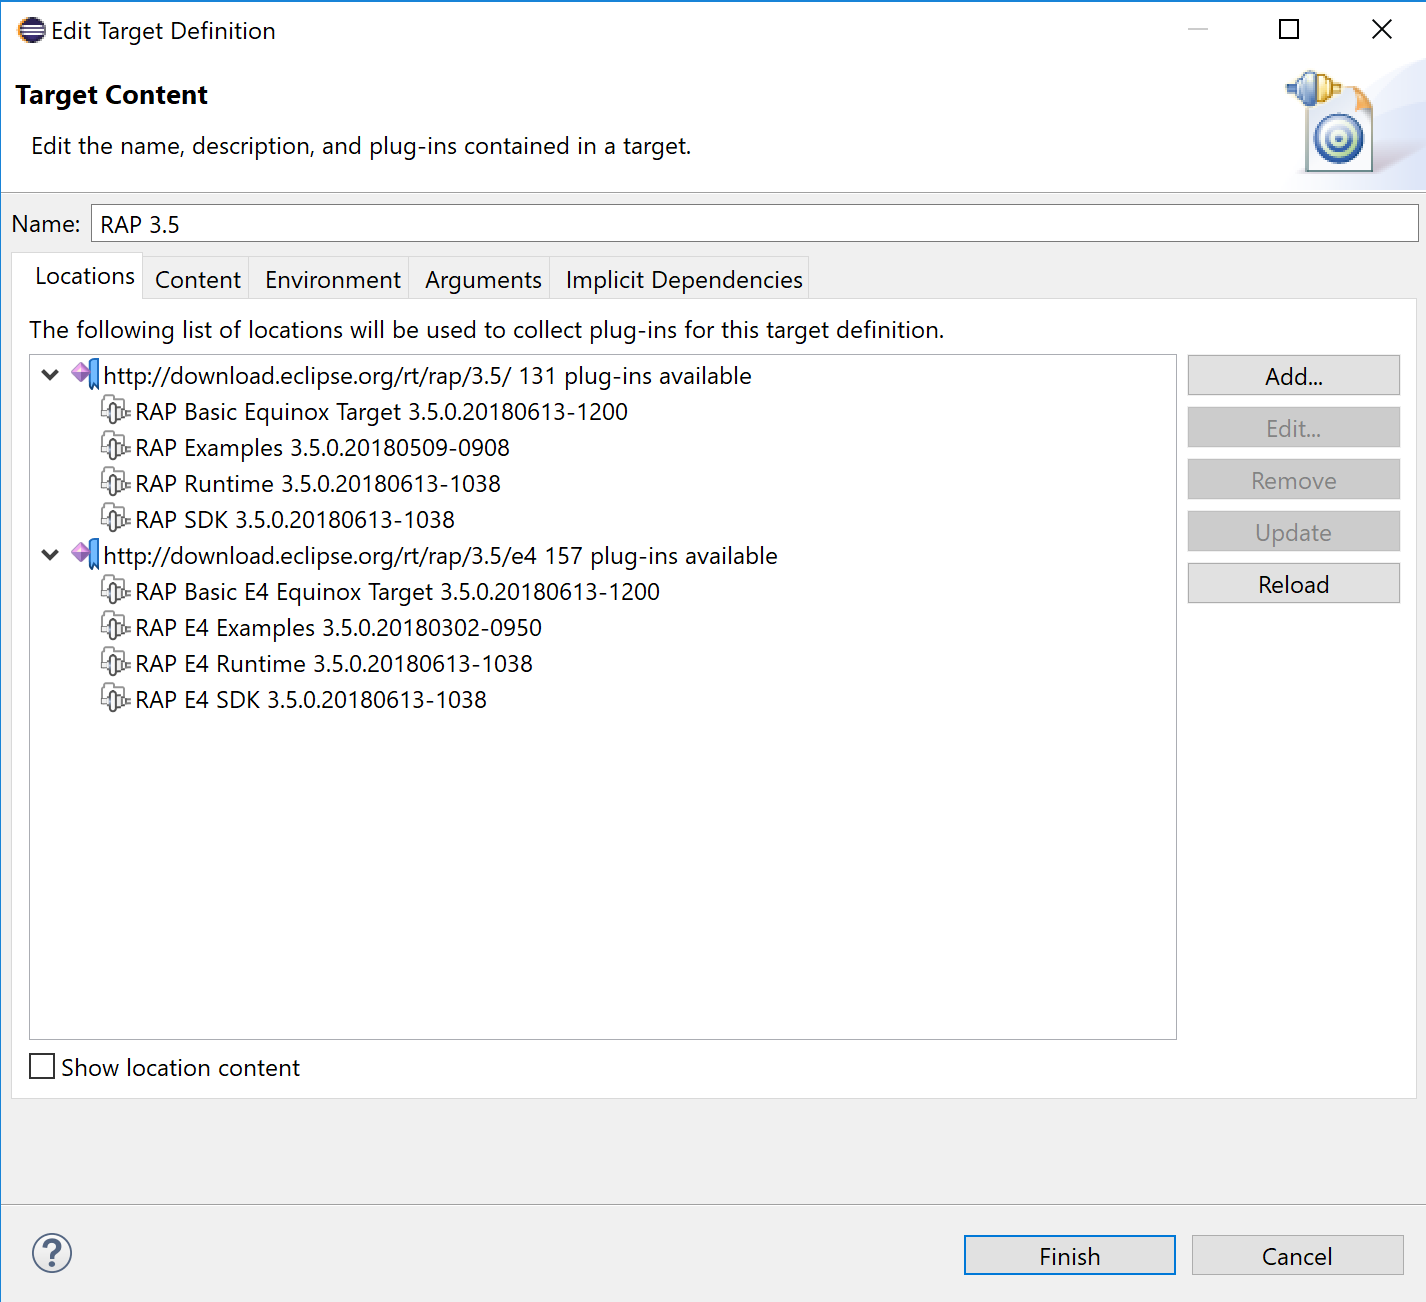 Edit Target Definition
Target Content
Edit the name, description, and plug-ins contained in a target.
Name: RAP 3.5
Locations Content Environment Arguments Implicit Dependencies
The following list of locations will be used to collect plug-ins for this target definition.
http://download.eclipse.org/rt/rap/3.5/ 131 plug-ins available
RAP Basic Equinox Target 3.5.0.20180613-1200
RAP Examples 3.5.0.20180509-0908
RAP Runtime 3.5.0.20180613-1038
RAP SDK 3.5.0.20180613-1038
http://download.eclipse.org/rt/rap/3.5/e4 157 plug-ins available
RAP Basic E4 Equinox Target 3.5.0.20180613-1200
RAP E4 Examples 3.5.0.20180302-0950
RAP E4 Runtime 3.5.0.20180613-1038
RAP E4 SDK 3.5.0.20180613-1038
Add...
Edit...
Remove
Update
Reload
Show location content
?
Finish Cancel